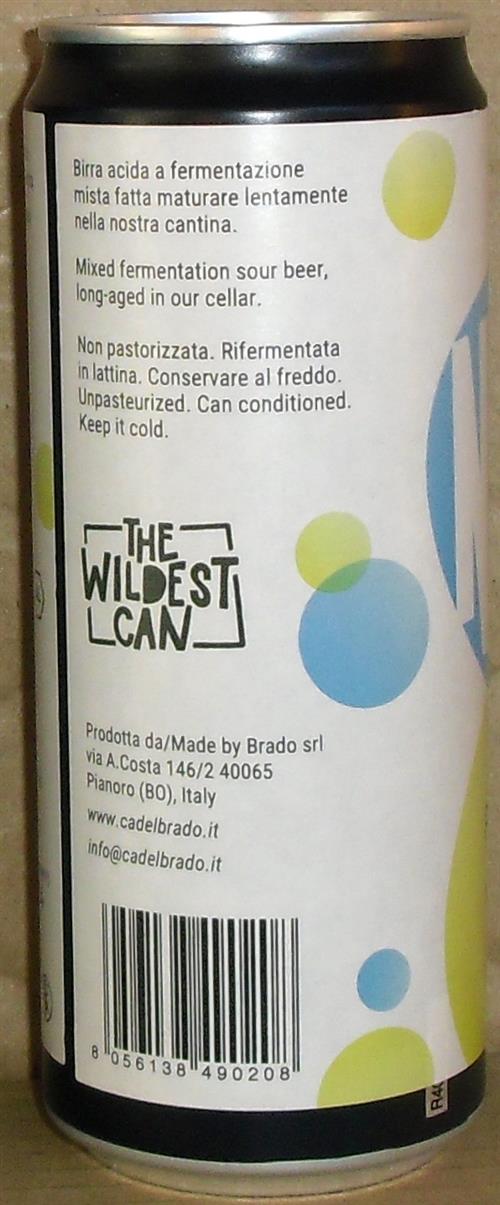 Birra acida a fermentazione
mista fatta maturare lentamente
nella nostra cantina.
Mixed fermentation sour beer,
long-aged in our cellar.
Non pastorizzata. Rifermentata
in lattina. Conservare al freddo.
Unpasteurized. Can conditioned.
Keep it cold.
THE
WILDEST
CAN
Prodotta da/Made by Brado srl
via A.Costa 146/2 40065
Pianoro (BO), Italy
www.cadelbrado.it
info@cadelbrado.it
8 056138 490208